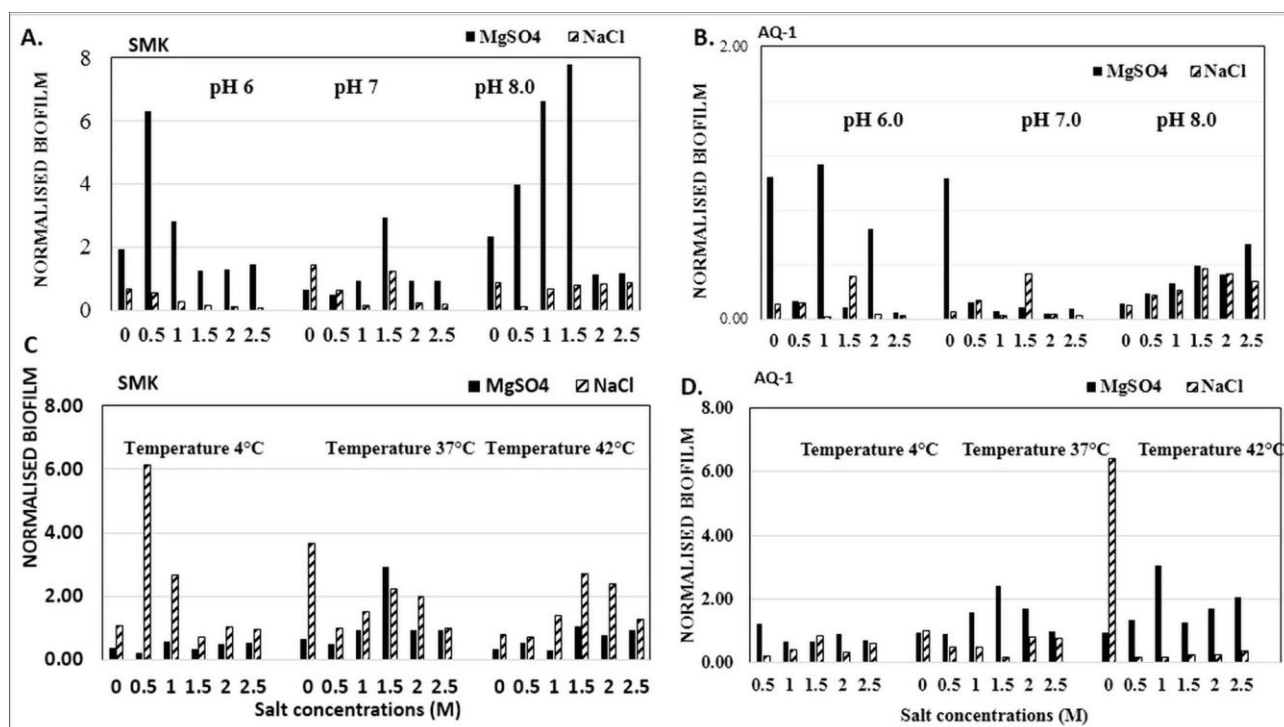 A.
SMK
MgSO4 NaCl
NORMALISED BIOFILM
8
6
4
2
0
pH 6 pH 7 pH 8.0
0 0.5 1 1.5 2 2.5 0 0.5 1 1.5 2 2.5 0 0.5 1 1.5 2 2.5
B.
AQ-1
MgSO4 NaCl
NORMALISED BIOFILM
2.00
0.00
pH 6.0 pH 7.0 pH 8.0
0 0.5 1 1.5 2 2.5 0 0.5 1 1.5 2 2.5 0 0.5 1 1.5 2 2.5
C
SMK
MgSO4 NaCl
NORMALISED BIOFILM
8.00
6.00
4.00
2.00
0.00
Temperature 4°C Temperature 37°C Temperature 42°C
0 0.5 1 1.5 2 2.5 0 0.5 1 1.5 2 2.5 0 0.5 1 1.5 2 2.5
Salt concentrations (M)
D.
AQ-1
MgSO4 NaCl
NORMALISED BIOFILM
8.00
6.00
4.00
2.00
0.00
Temperature 4°C Temperature 37°C Temperature 42°C
0.5 1 1.5 2 2.5 0 0.5 1 1.5 2 2.5 0 0.5 1 1.5 2 2.5
Salt concentrations (M)